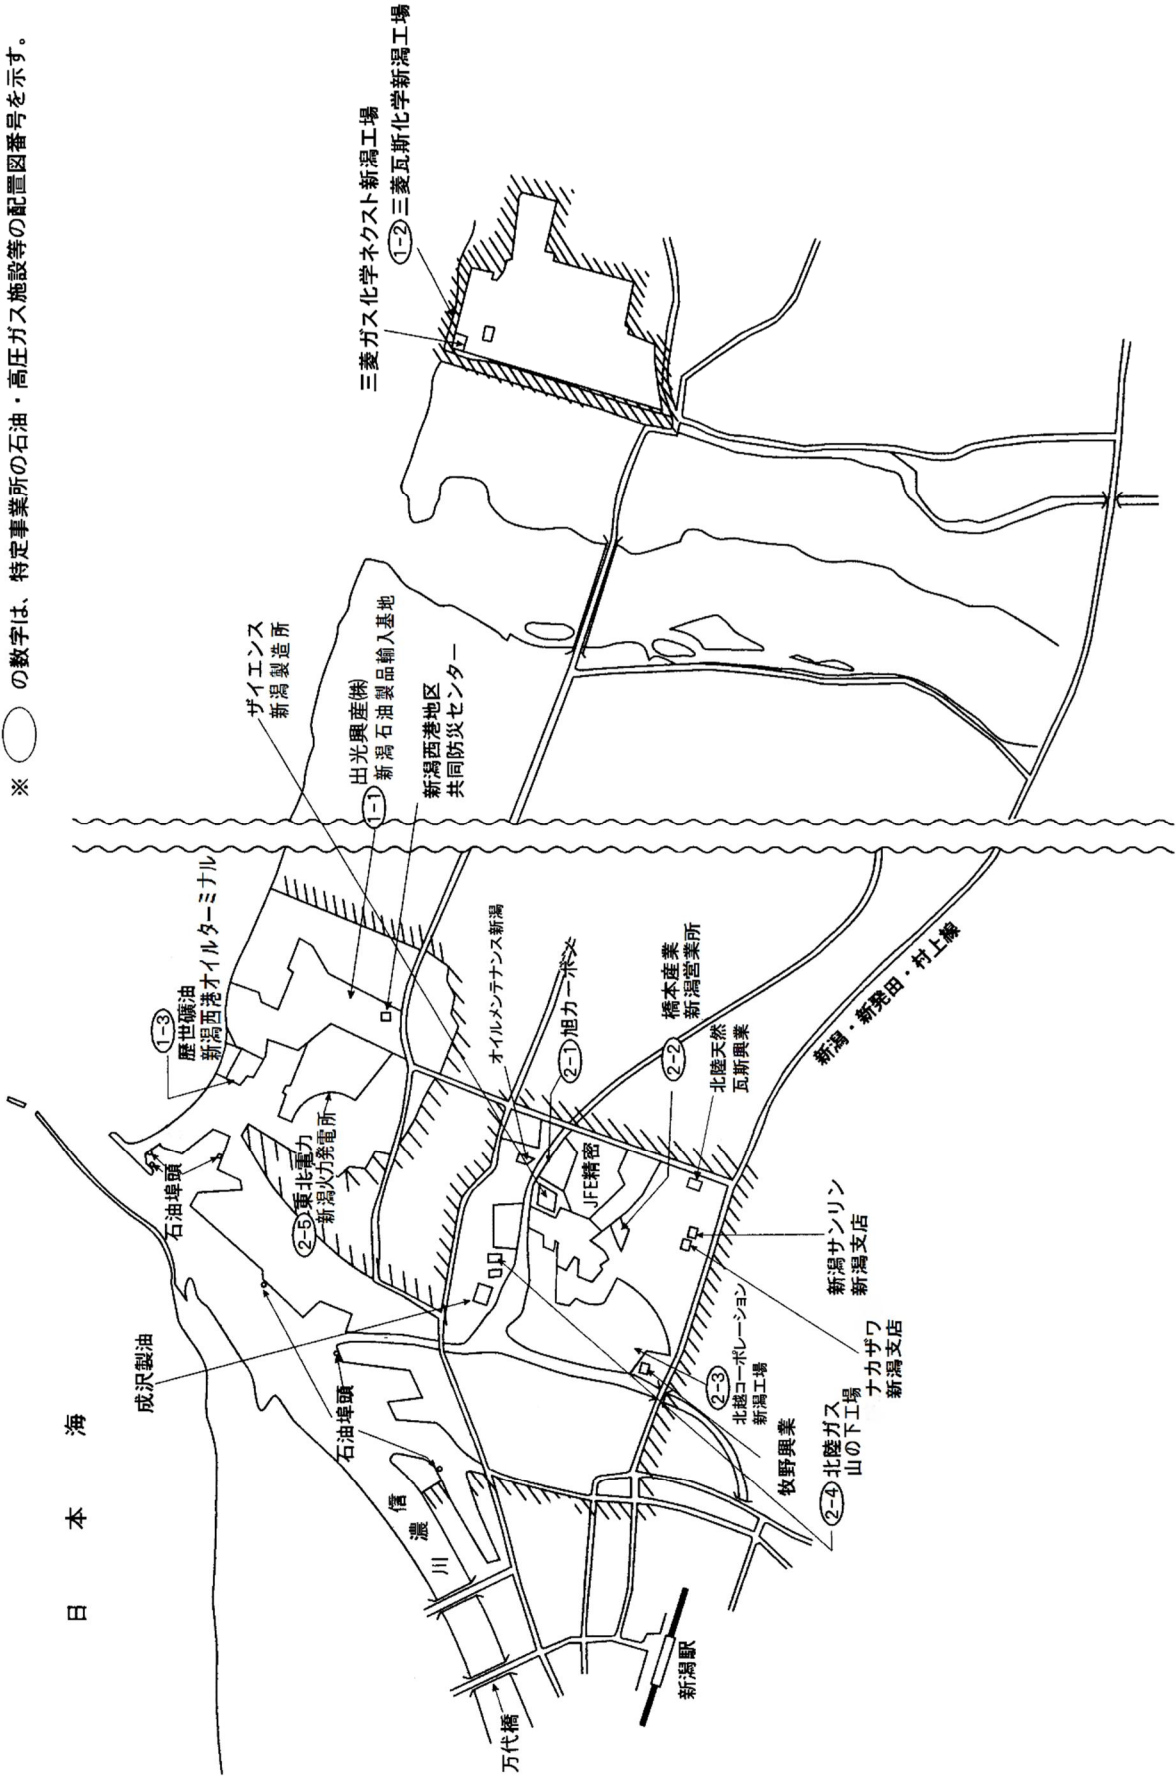 ※ ◯ の数字は、特定事業所の石油・高圧ガス施設等の配置図番号を示す。
日本海
成沢製油
石油埠頭
石油埠頭
信濃川
万代橋
新潟駅
1-3
歴世礦油
新潟西港オイルターミナル
2-5 東北電力
新潟火力発電所
ザイエンス
新潟製造所
1-1
出光興産㈱
新潟石油製品輸入基地
新潟西港地区
共同防災センター
三菱ガス化学ネクスト新潟工場
1-2 三菱瓦斯化学新潟工場
オイルメンテナンス新潟
2-1 旭カーボン
JFE精密
2-2
橋本産業
新潟営業所
北陸天然
瓦斯興業
新潟・新発田・村上線
新潟サンリン
新潟支店
ナカザワ
新潟支店
2-3
北越コーポレーション
新潟工場
牧野興業
2-4 北陸ガス
山の下工場